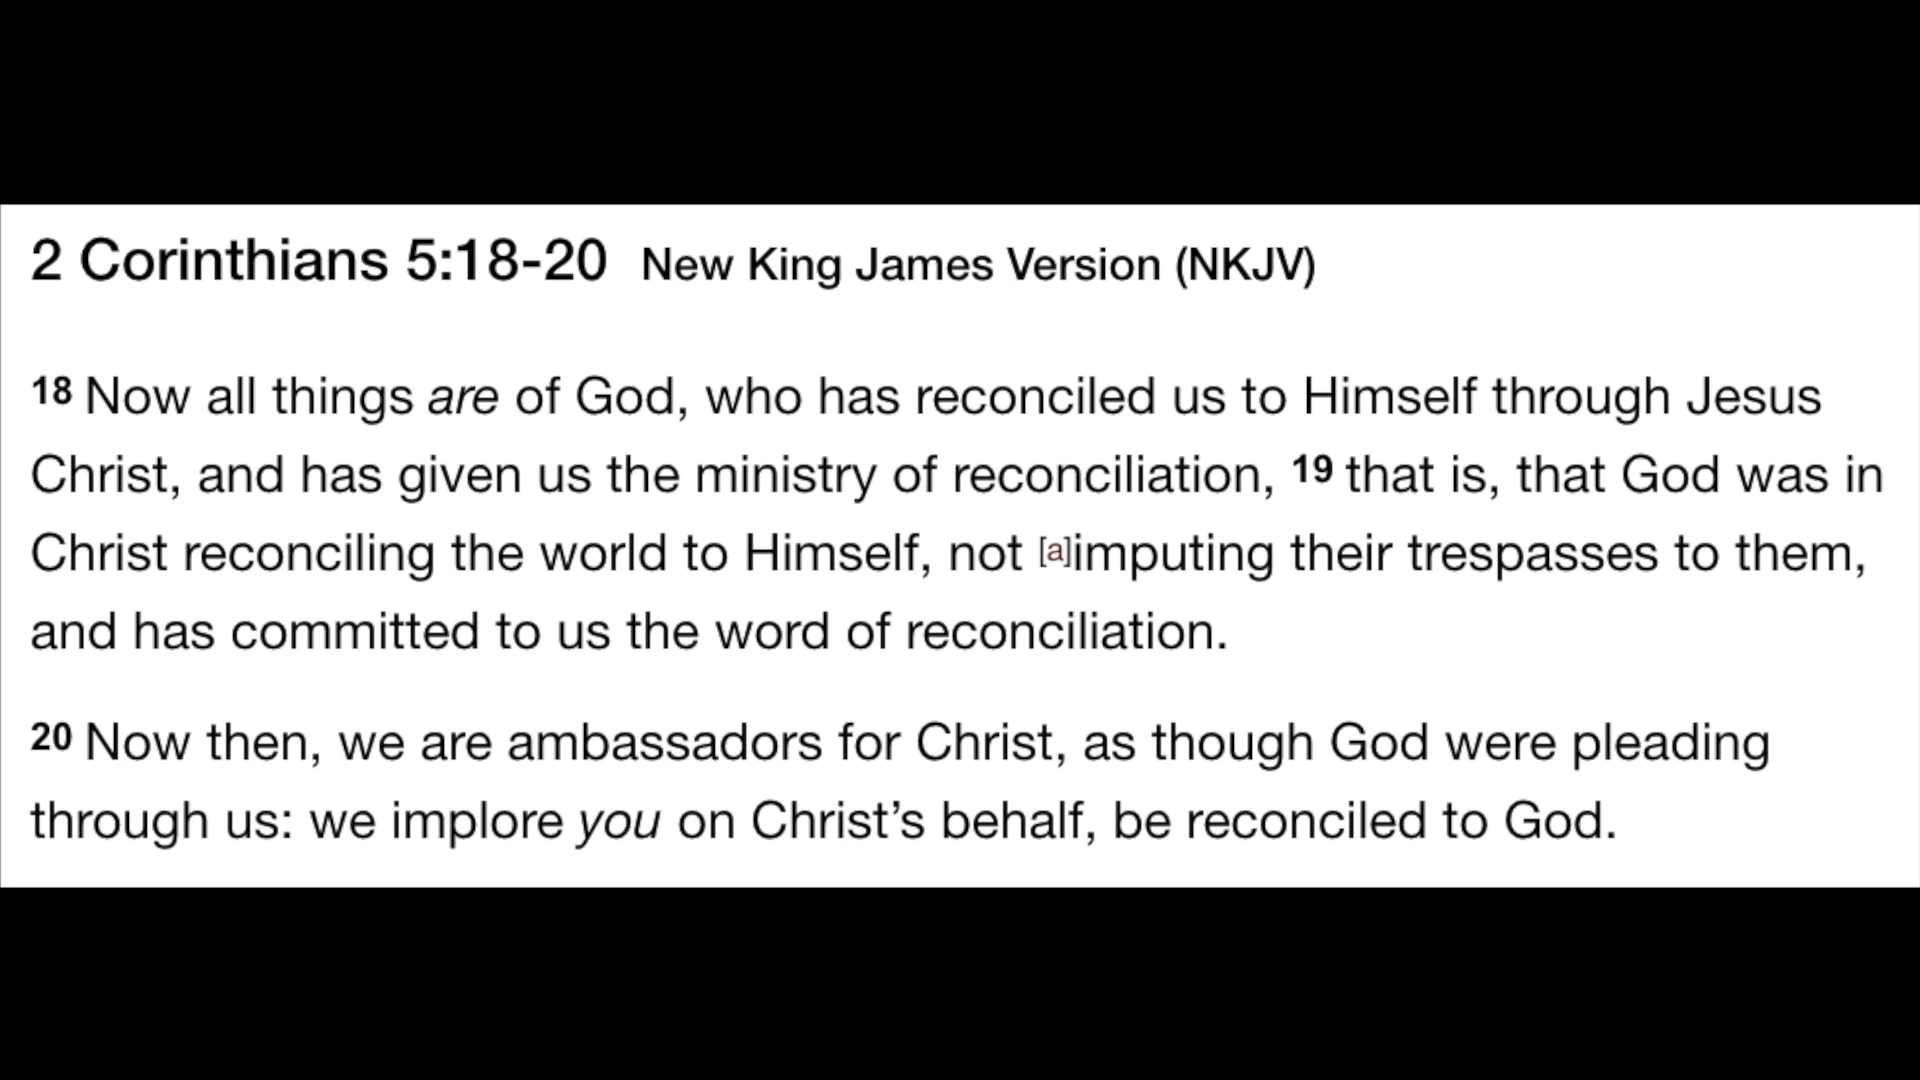 2 Corinthians 5:18-20 New King James Version (NKJV)
18 Now all things are of God, who has reconciled us to Himself through Jesus
Christ, and has given us the ministry of reconciliation, 19 that is, that God was in
Christ reconciling the world to Himself, not [a]imputing their trespasses to them,
and has committed to us the word of reconciliation.
20 Now then, we are ambassadors for Christ, as though God were pleading
through us: we implore you on Christ’s behalf, be reconciled to God.